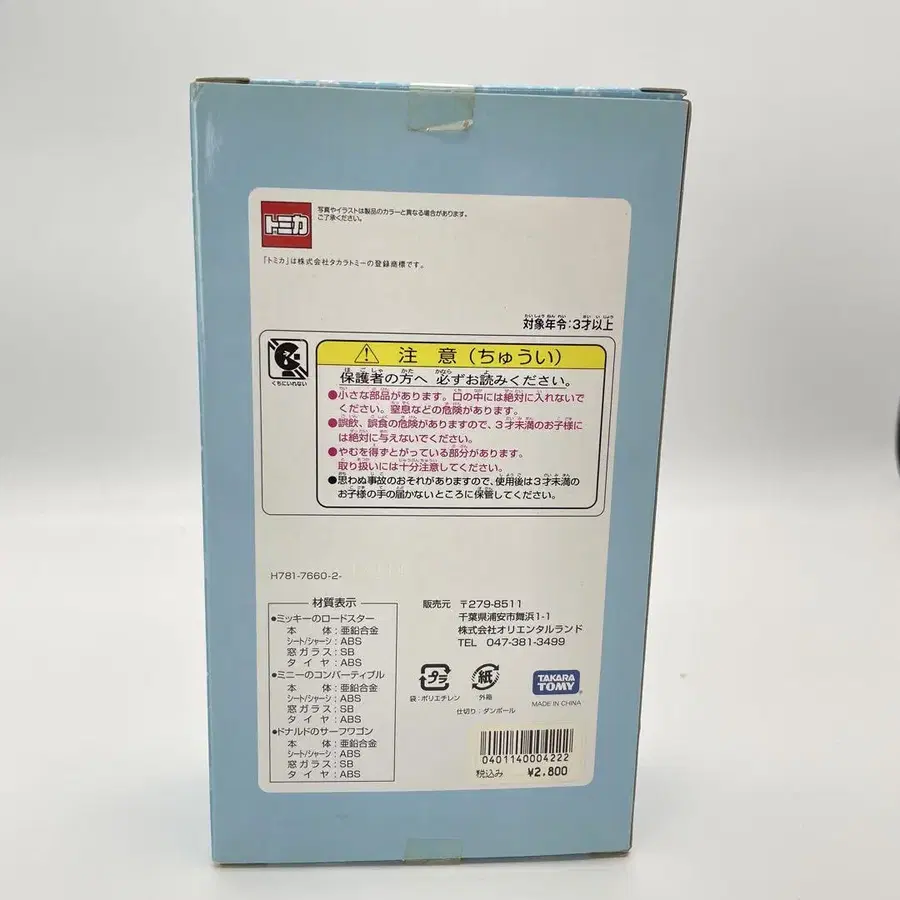 トミカ
写真やイラストは製品のカラーと異なる場合があります。
ご了承ください。
「トミカ」は株式会社タカラトミーの登録商標です。
対象年令:3才以上
くちにいれない
注 意(ちゅうい)
保護者の方へ 必ずお読みください。
●小さな部品があります。口の中には絶対に入れないで
ください。窒息などの危険があります。
●誤飲、誤食の危険がありますので、3才未満のお子様に
は絶対に与えないでください。
●やむを得ずとがっている部分があります。
取り扱いには十分注意してください。
●思わぬ事故のおそれがありますので、使用後は3才未満の
お子様の手の届かないところに保管してください。
H781-7660-2-
材質表示
●ミッキーのロードスター
本 体:亜鉛合金
シート/シャーシ:ABS
窓ガラス:SB
タ イ ヤ:ABS
●ミニーのコンバーティブル
本 体:亜鉛合金
シート/シャーシ:ABS
窓ガラス:SB
タ イ ヤ:ABS
●ドナルドのサーフワゴン
本 体:亜鉛合金
シート/シャーシ:ABS
窓ガラス:SB
タ イ ヤ:ABS
販売元 〒279-8511
千葉県浦安市舞浜1-1
株式会社オリエンタルランド
TEL 047-381-3499
プラ
袋:ポリエチレン
紙
外箱
仕切り:ダンボール
TAKARA
TOMY
MADE IN CHINA
0401140004222
税込み ¥2,800